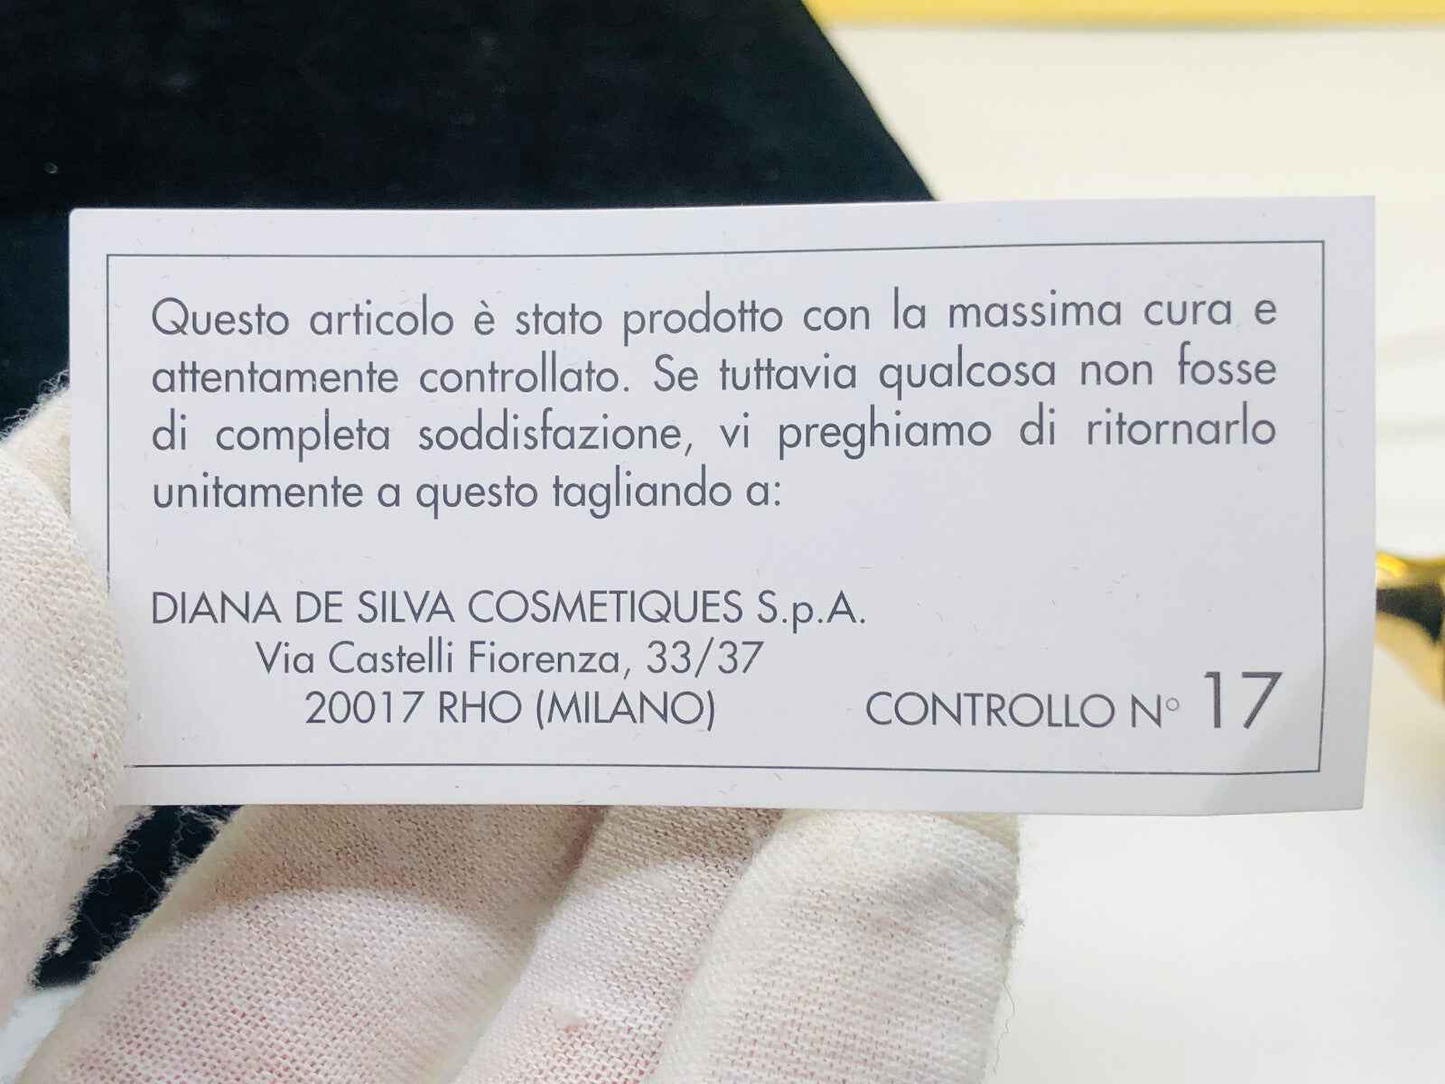 Questo articolo è stato prodotto con la massima cura e
attentamente controllato. Se tuttavia qualcosa non fosse
di completa soddisfazione, vi preghiamo di ritornarlo
unitamente a questo tagliando a:
DIANA DE SILVA COSMETIQUES S.p.A.
Via Castelli Fiorenza, 33/37
20017 RHO (MILANO)
CONTROLLO N° 17